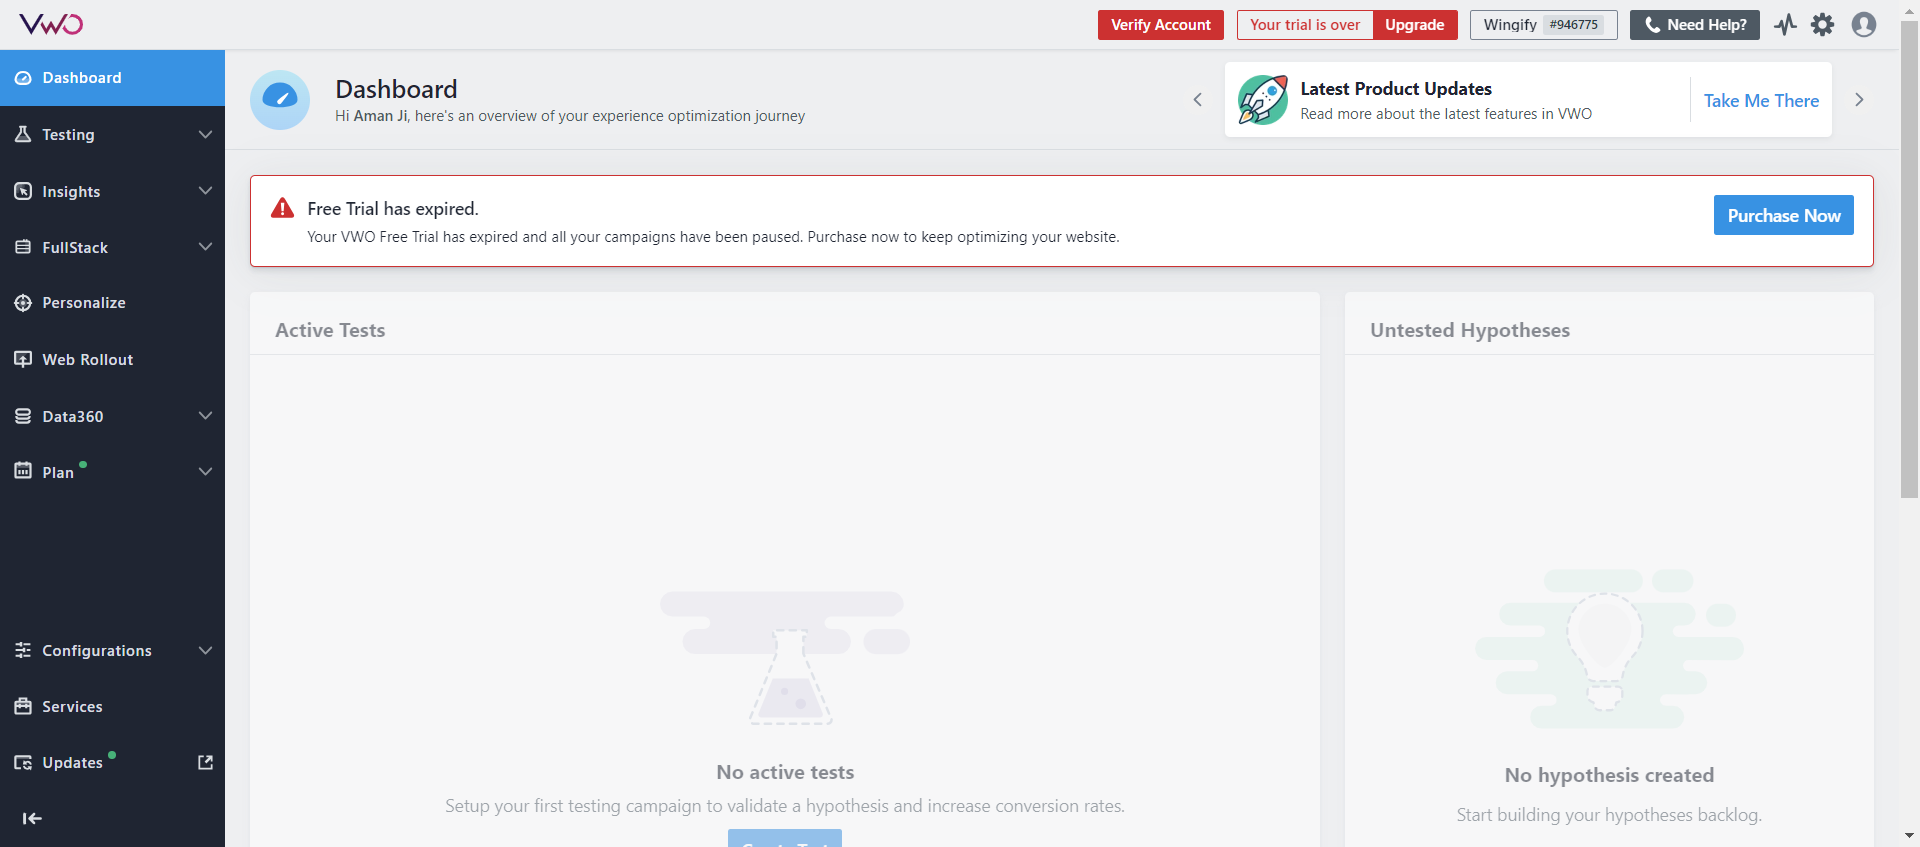 VWO
Verify Account
Your trial is over
Upgrade
Wingify #946775
Need Help?
Dashboard
Testing
Insights
FullStack
Personalize
Web Rollout
Data360
Plan
Configurations
Services
Updates
Dashboard
Hi Aman Ji, here's an overview of your experience optimization journey
Latest Product Updates
Read more about the latest features in VWO
Take Me There
Free Trial has expired.
Your VWO Free Trial has expired and all your campaigns have been paused. Purchase now to keep optimizing your website.
Purchase Now
Active Tests
No active tests
Setup your first testing campaign to validate a hypothesis and increase conversion rates.
Untested Hypotheses
No hypothesis created
Start building your hypotheses backlog.